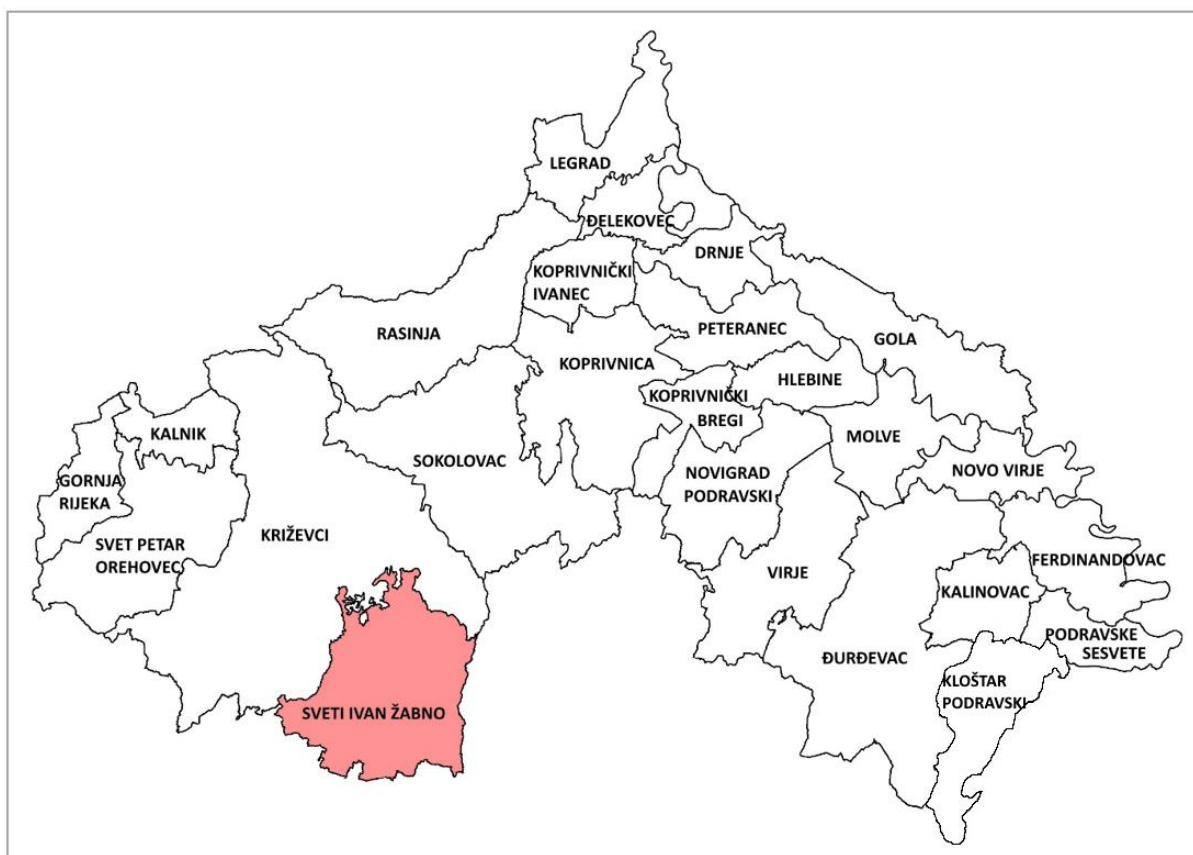 LEGRAD
ĐELEKOVEC
DRNJE
KOPRIVNIČKI
IVANEC
RASINJA
PETERANEC
GOLA
KOPRIVNICA
HLEBINE
KOPRIVNIČKI
BREGI
KALNIK
MOLVE
SOKOLOVAC
NOVIGRAD
PODRAVSKI
NOVO VIRJE
GORNJA
RIJEKA
KRIŽEVCI
SVET PETAR
OREHOVEC
VIRJE
FERDINANDOVAC
KALINOVAC
PODRAVSKE
SESVETE
ĐURĐEVAC
KLOŠTAR
PODRAVSKI
SVETI IVAN ŽABNO